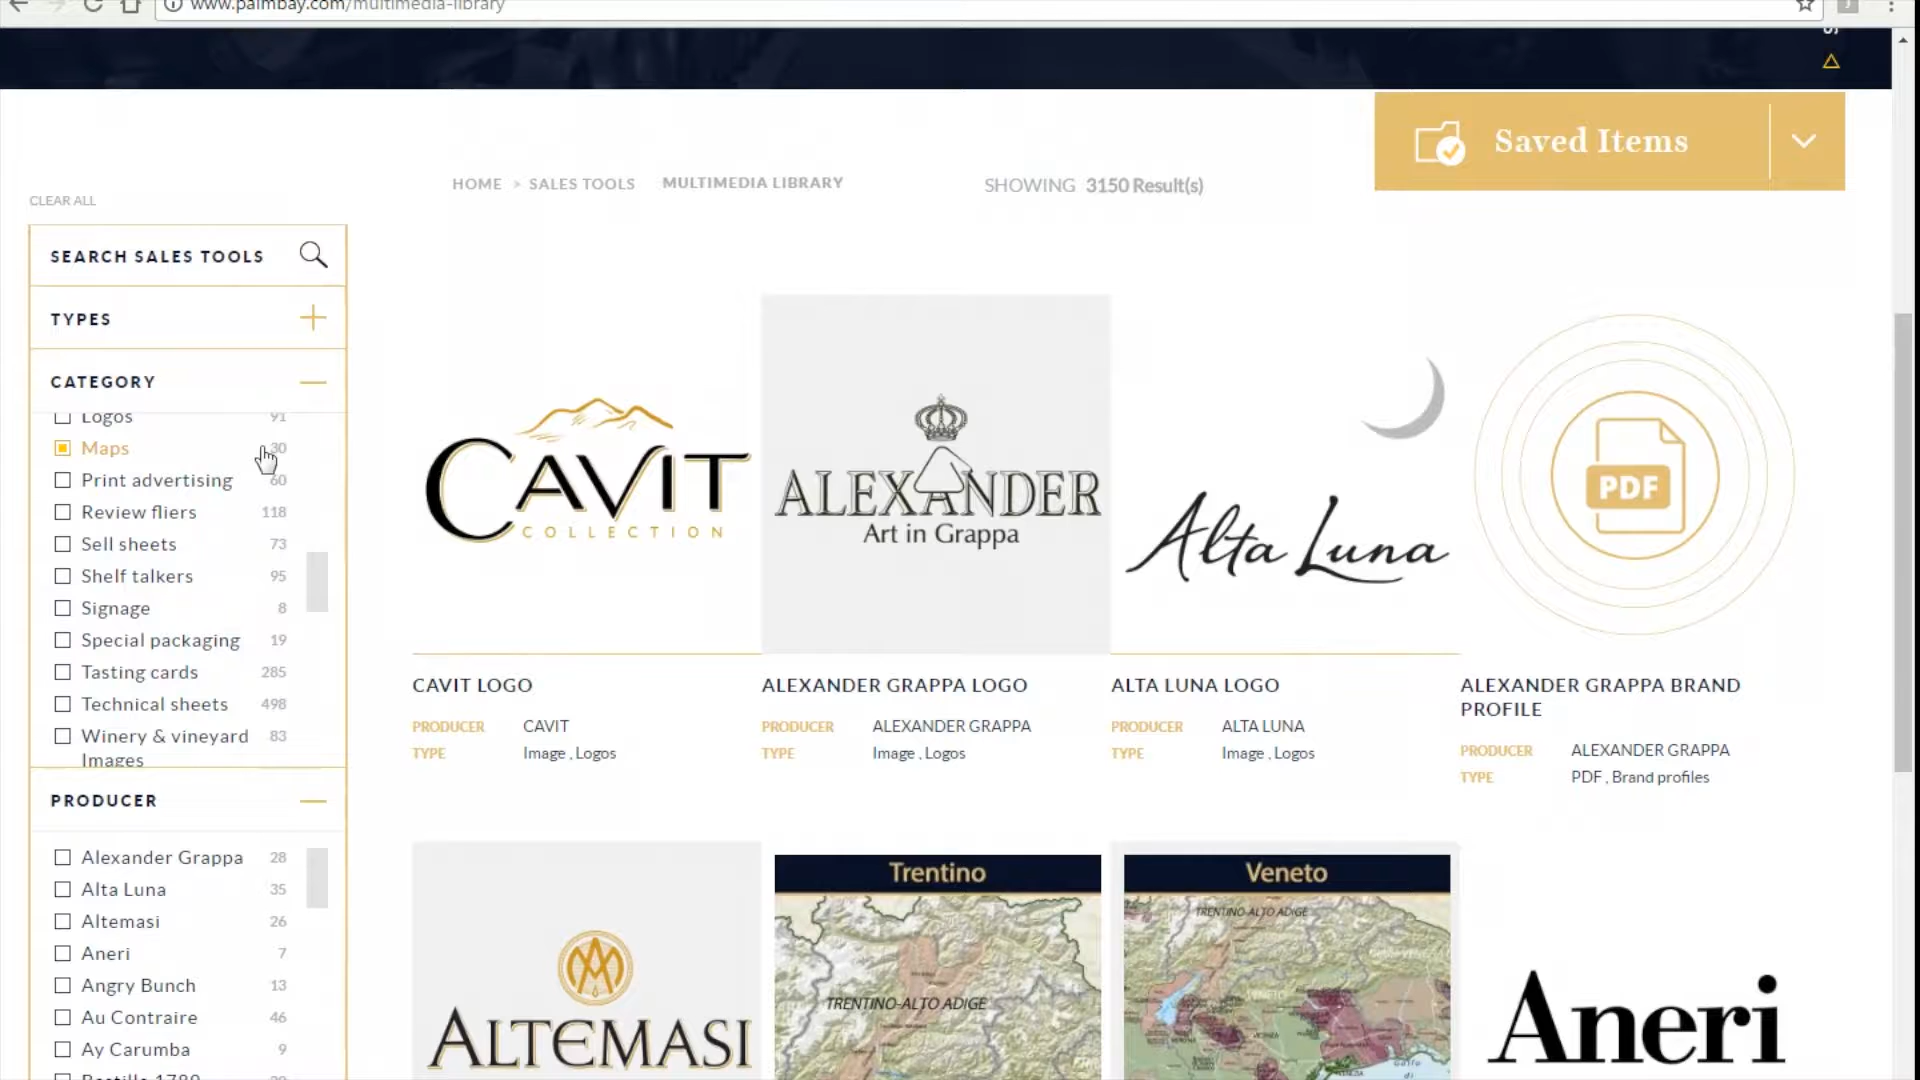 www.palmbay.com/multimedia-library
Saved Items
HOME > SALES TOOLS MULTIMEDIA LIBRARY
SHOWING 3150 Result(s)
CLEAR ALL
SEARCH SALES TOOLS
TYPES
CATEGORY
Logos 91
Maps 30
Print advertising 60
Review fliers 118
Sell sheets 73
Shelf talkers 95
Signage 8
Special packaging 19
Tasting cards 285
Technical sheets 498
Winery & vineyard 83
Images
PRODUCER
Alexander Grappa 28
Alta Luna 35
Altemasi 26
Aneri 7
Angry Bunch 13
Au Contraire 46
Ay Carumba 9
CAVIT
COLLECTION
CAVIT LOGO
PRODUCER CAVIT
TYPE Image , Logos
ALEXANDER
Art in Grappa
ALEXANDER GRAPPA LOGO
PRODUCER ALEXANDER GRAPPA
TYPE Image , Logos
Alta Luna
ALTA LUNA LOGO
PRODUCER ALTA LUNA
TYPE Image , Logos
PDF
ALEXANDER GRAPPA BRAND
PROFILE
PRODUCER ALEXANDER GRAPPA
TYPE PDF , Brand profiles
ALTEMASI
Trentino
TRENTINO-ALTO ADIGE
Veneto
TRENTINO-ALTO ADIGE
Aneri